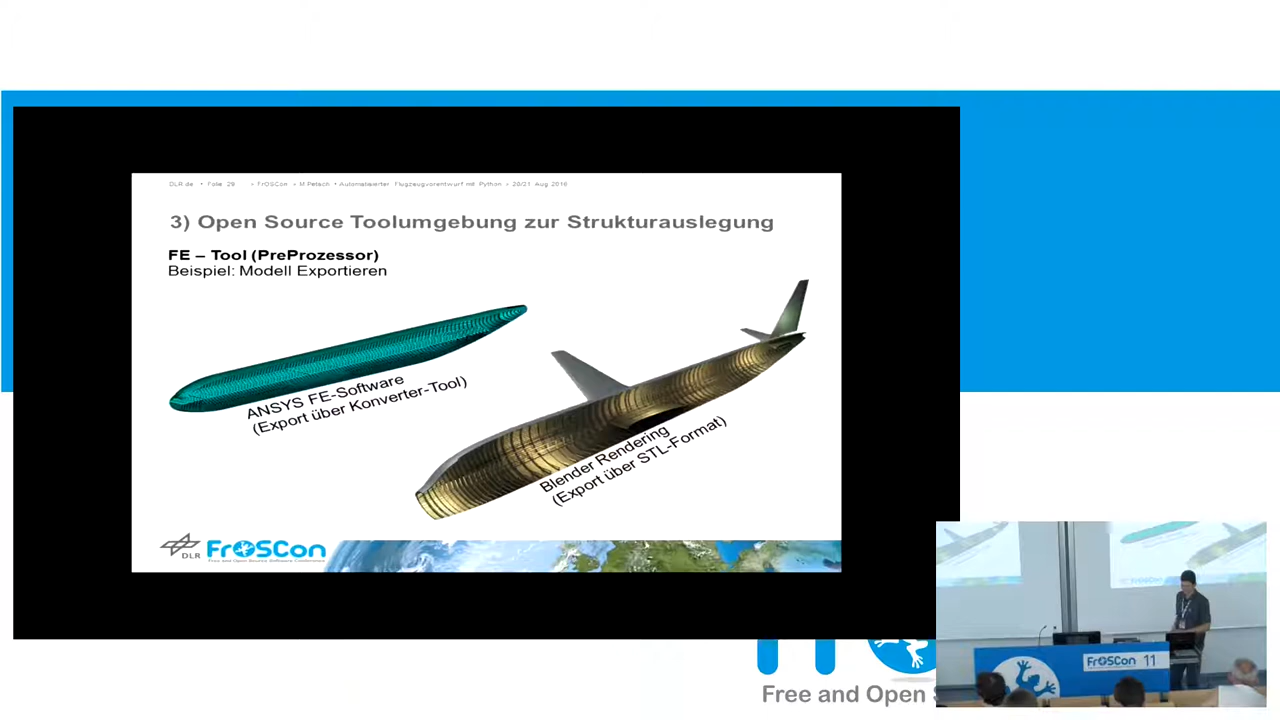 DLR.de • Folie 29 > FrOSCon > M.Petsch • Automatisierter Flugzeugvorentwurf mit Python > 20/21 Aug 2016
3) Open Source Toolumgebung zur Strukturauslegung
FE – Tool (PreProzessor)
Beispiel: Modell Exportieren
ANSYS FE-Software
(Export über Konverter-Tool)
Blender Rendering
(Export über STL-Format)
DLR
FrOSCon
Free and Open Source Software Conference
FrOSCon 11
Free and Open S